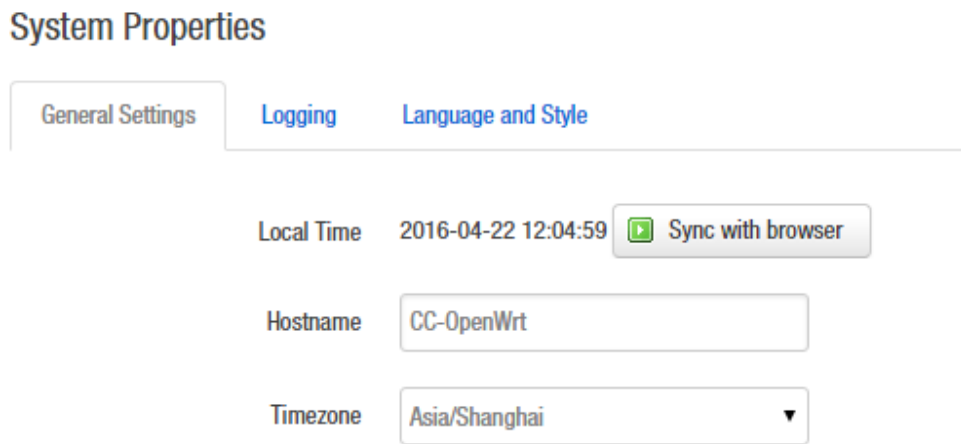 System Properties
General Settings Logging Language and Style
Local Time 2016-04-22 12:04:59 Sync with browser
Hostname CC-OpenWrt
Timezone Asia/Shanghai